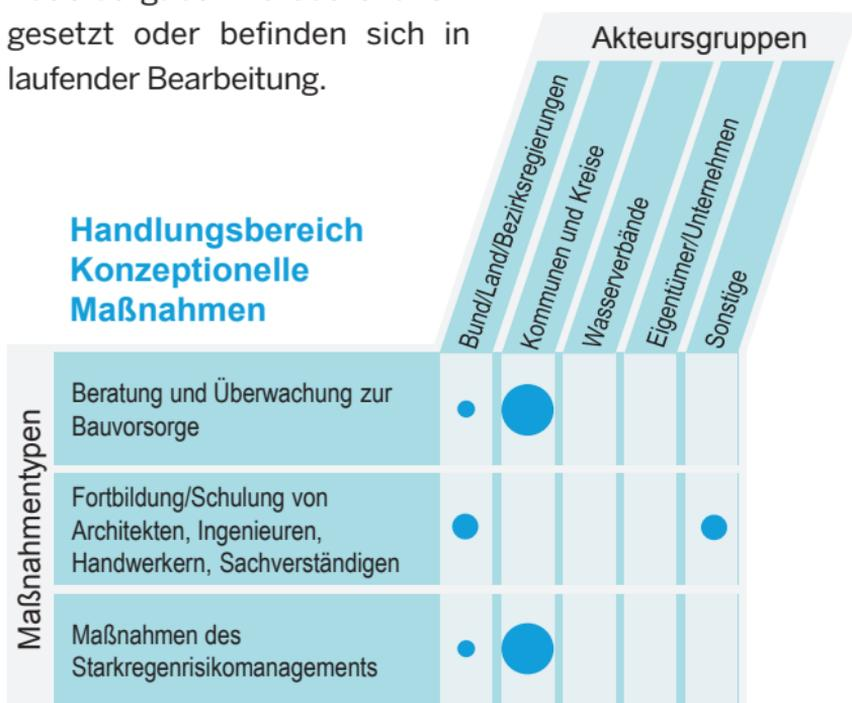 gesetzt oder befinden sich in
laufender Bearbeitung.
Akteursgruppen
Bund/Land/Bezirksregierungen
Kommunen und Kreise
Wasserverbände
Eigentümer/Unternehmen
Sonstige
Handlungsbereich
Konzeptionelle
Maßnahmen
Maßnahmentypen
Beratung und Überwachung zur
Bauvorsorge
Fortbildung/Schulung von
Architekten, Ingenieuren,
Handwerkern, Sachverständigen
Maßnahmen des
Starkregenrisikomanagements